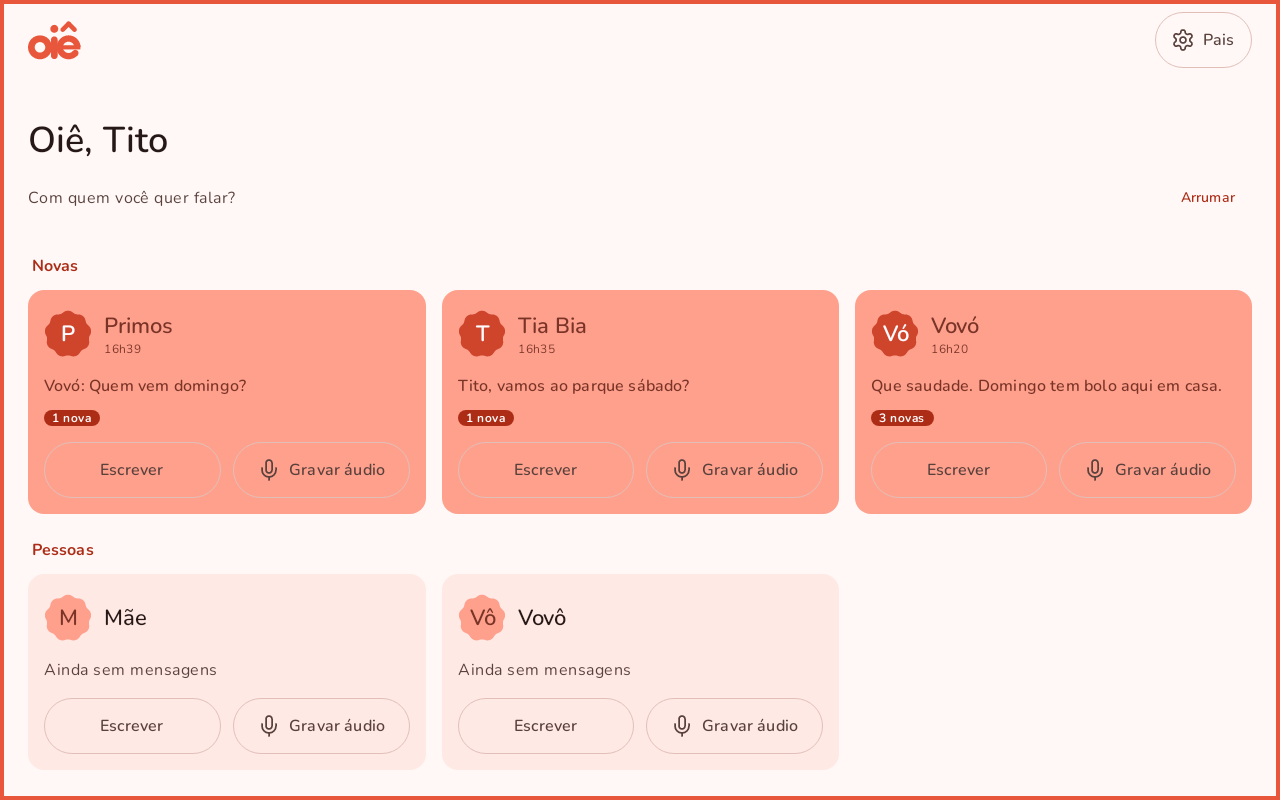 oiê
Pais
Oiê, Tito
Com quem você quer falar?
Arrumar
Novas
P
Primos
16h39
Vovó: Quem vem domingo?
1 nova
Escrever
Gravar áudio
T
Tia Bia
16h35
Tito, vamos ao parque sábado?
1 nova
Escrever
Gravar áudio
Vó
Vovó
16h20
Que saudade. Domingo tem bolo aqui em casa.
3 novas
Escrever
Gravar áudio
Pessoas
M
Mãe
Ainda sem mensagens
Escrever
Gravar áudio
Vô
Vovô
Ainda sem mensagens
Escrever
Gravar áudio